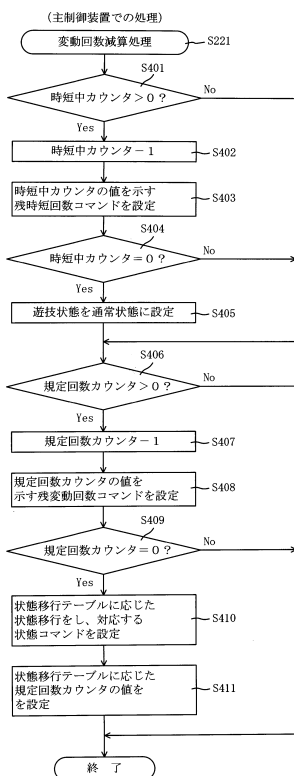 (主制御装置での処理)
変動回数減算処理
S221
S401
時短中カウンタ>0?
No
Yes
時短中カウンタ-1
S402
時短中カウンタの値を示す
残時短回数コマンドを設定
S403
S404
時短中カウンタ=0?
No
Yes
遊技状態を通常状態に設定
S405
S406
規定回数カウンタ>0?
No
Yes
規定回数カウンタ-1
S407
規定回数カウンタの値を
示す残変動回数コマンドを設定
S408
S409
規定回数カウンタ=0?
No
Yes
状態移行テーブルに応じた
状態移行をし、対応する
状態コマンドを設定
S410
状態移行テーブルに応じた
規定回数カウンタの値を
を設定
S411
終 了